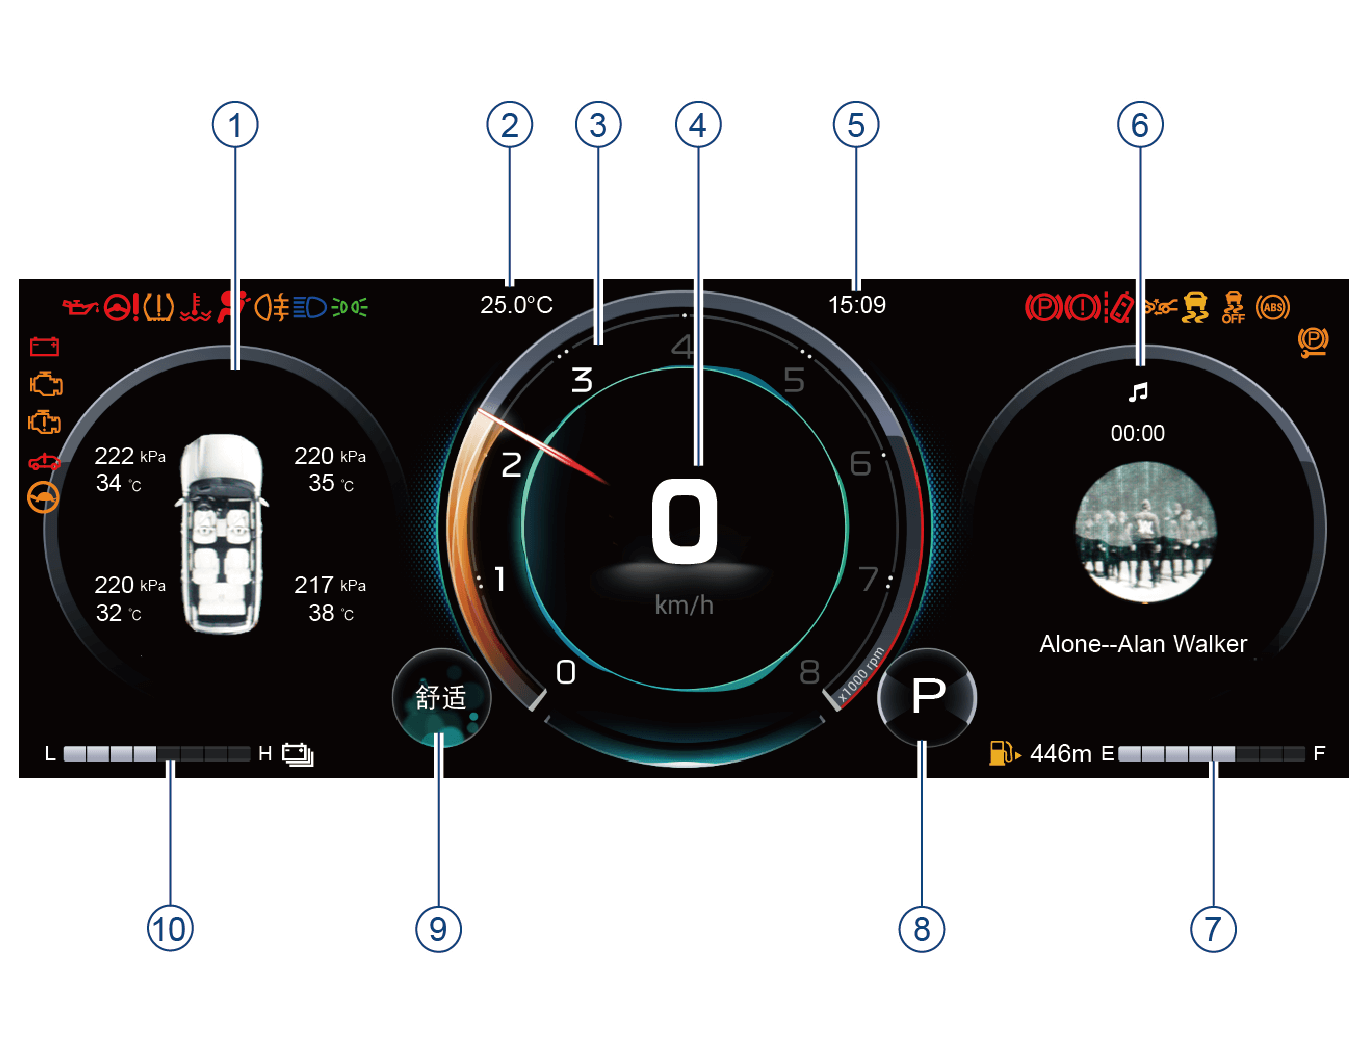 1 2 3 4 5 6
25.0°C 15:09
P ! ! P
OFF ABS
4
3 5
00:00
222 kPa 220 kPa
34 °C 35 °C
2 6
0
1 7
220 kPa 217 kPa
32 °C 38 °C
km/h
Alone--Alan Walker
0 8
x1000 rpm
舒适 P
L H 446m E F
10 9 8 7